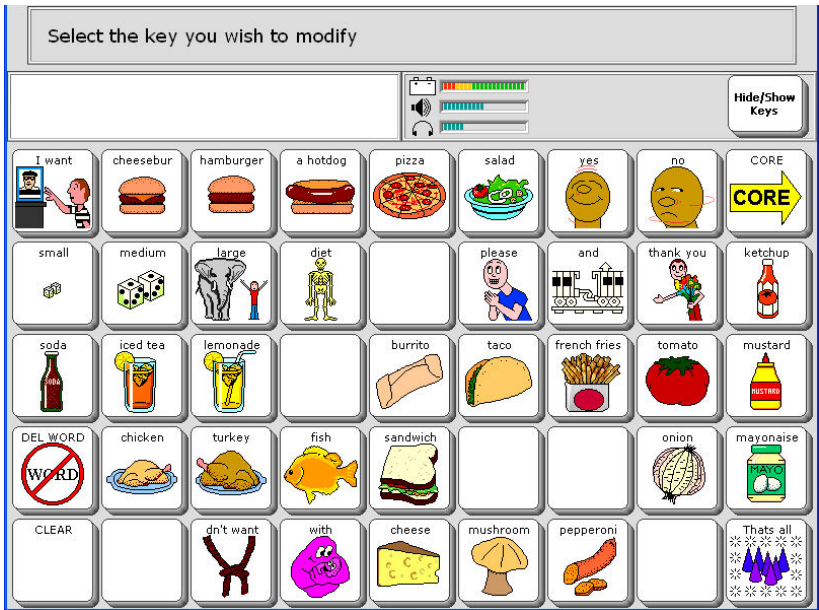 Select the key you wish to modify
Hide/Show
Keys
I want
cheesebur
hamburger
a hotdog
pizza
salad
yes
no
CORE
CORE
small
medium
large
diet
please
and
thank you
ketchup
soda
SODA
iced tea
lemonade
burrito
taco
french fries
tomato
mustard
MUSTARD
DEL WORD
WORD
chicken
turkey
fish
sandwich
onion
mayonaise
MAYO
CLEAR
dn't want
with
cheese
mushroom
pepperoni
Thats all